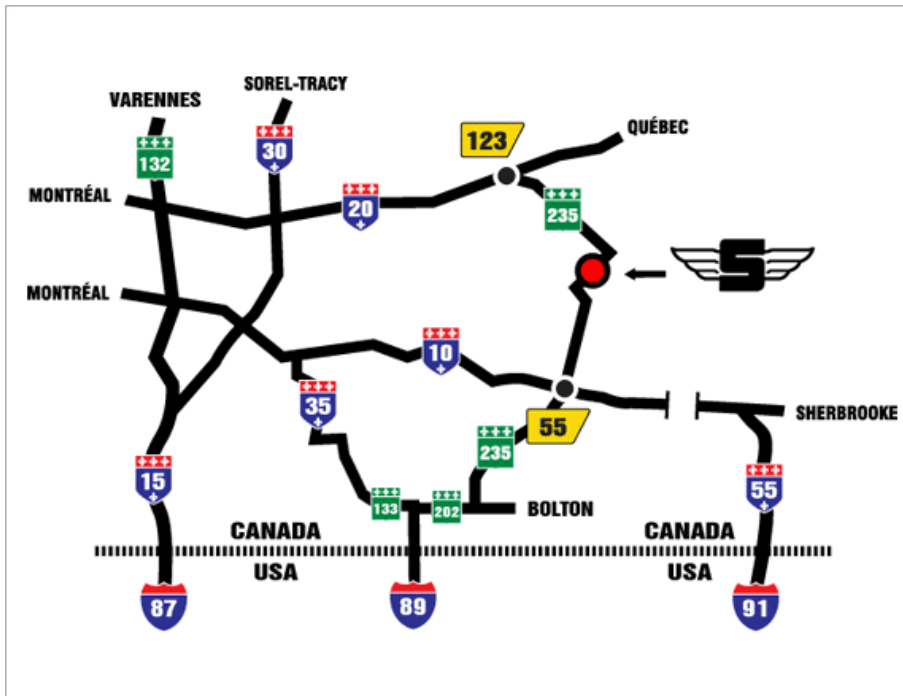 SOREL-TRACY
VARENNES
30
132
123
QUÉBEC
MONTRÉAL
20
235
S
MONTRÉAL
10
35
55
SHERBROOKE
235
15
55
133
202
BOLTON
CANADA
CANADA
USA
USA
87
89
91